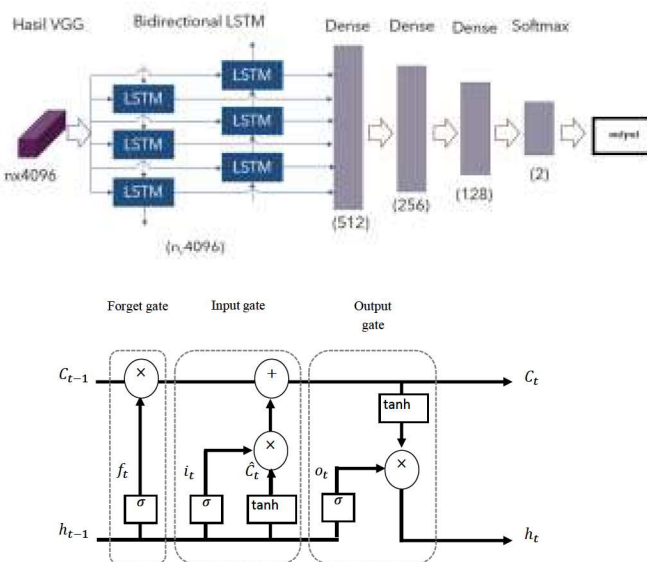 Hasil VGG Bidirectional LSTM Dense Dense Dense Softmax
LSTM
LSTM
LSTM
LSTM
LSTM
LSTM
output
nx4096
(n,4096)
(512)
(256)
(128)
(2)
Forget gate Input gate Output
gate
C_{t-1} × + C_t
tanh
f_t i_t Ĉ_t × o_t ×
σ σ tanh σ
h_{t-1} h_t